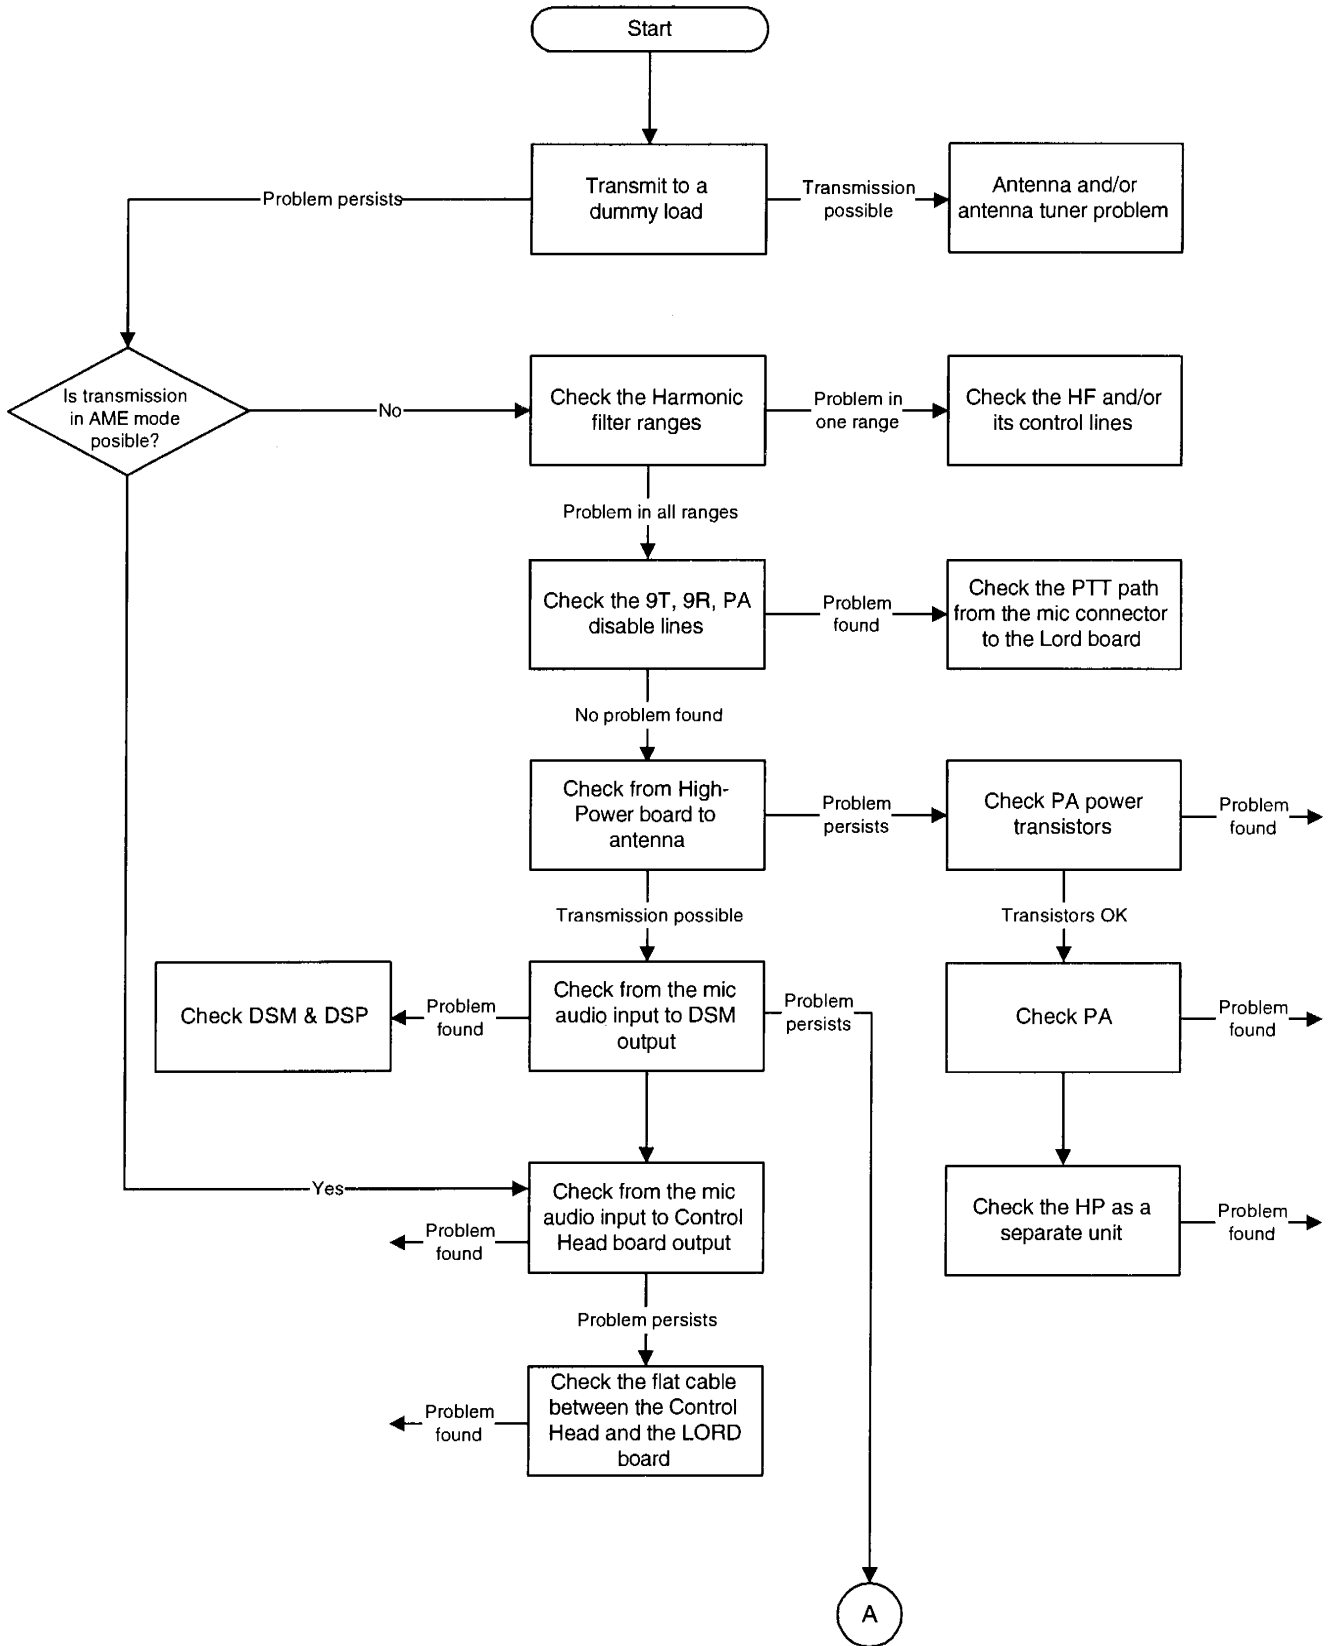 Start
Transmit to a
dummy load
Problem persists
Transmission
possible
Antenna and/or
antenna tuner problem
Is transmission
in AME mode
posible?
No
Check the Harmonic
filter ranges
Problem in
one range
Check the HF and/or
its control lines
Problem in all ranges
Check the 9T, 9R, PA
disable lines
Problem
found
Check the PTT path
from the mic connector
to the Lord board
No problem found
Check from High-
Power board to
antenna
Problem
persists
Check PA power
transistors
Problem
found
Transmission possible
Transistors OK
Check DSM & DSP
Problem
found
Check from the mic
audio input to DSM
output
Problem
persists
Check PA
Problem
found
Yes
Check from the mic
audio input to Control
Head board output
Problem
found
Check the HP as a
separate unit
Problem
found
Problem persists
Check the flat cable
between the Control
Head and the LORD
board
Problem
found
A